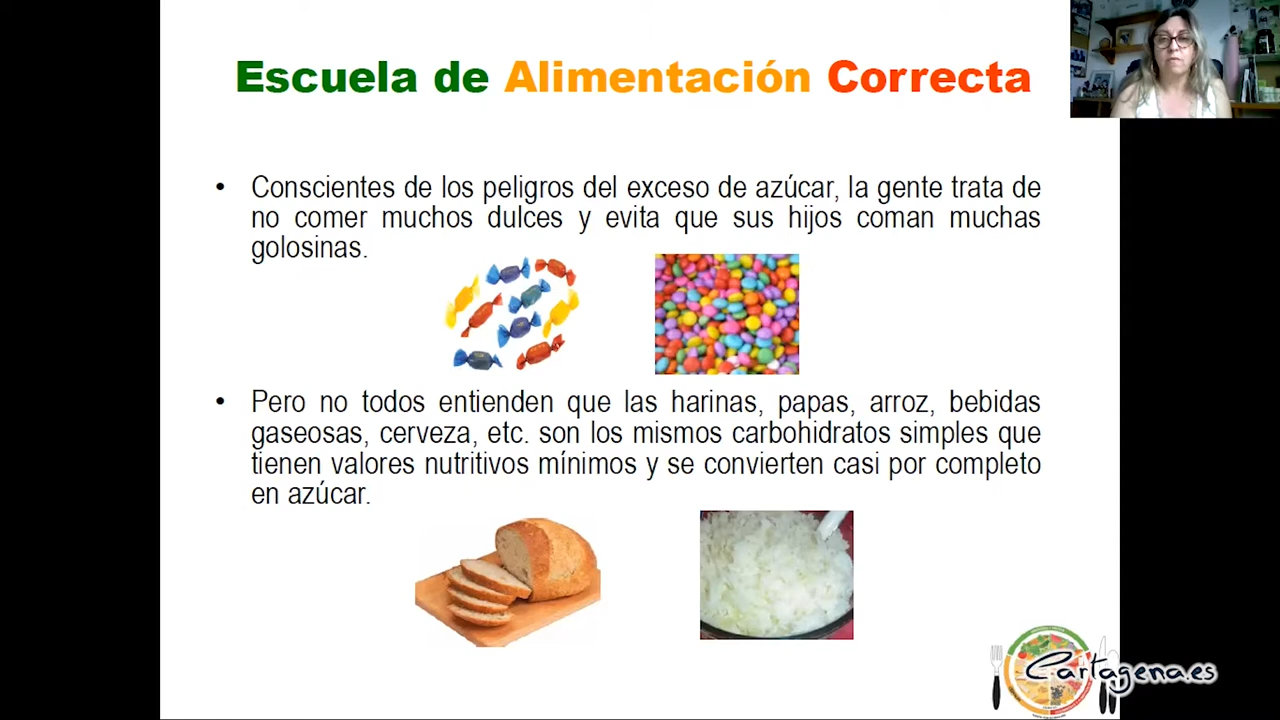 Escuela de Alimentación Correcta
• Conscientes de los peligros del exceso de azúcar, la gente trata de
no comer muchos dulces y evita que sus hijos coman muchas
golosinas.
• Pero no todos entienden que las harinas, papas, arroz, bebidas
gaseosas, cerveza, etc. son los mismos carbohidratos simples que
tienen valores nutritivos mínimos y se convierten casi por completo
en azúcar.
Cartagena.es